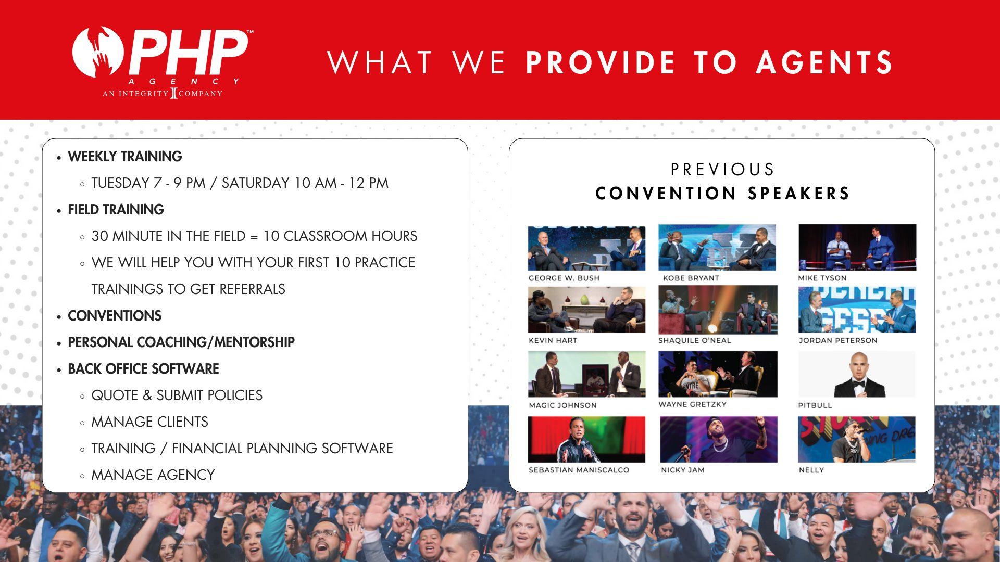 PHP™
AGENCY
AN INTEGRITY COMPANY
WHAT WE PROVIDE TO AGENTS
• WEEKLY TRAINING
◦ TUESDAY 7 - 9 PM / SATURDAY 10 AM - 12 PM
• FIELD TRAINING
◦ 30 MINUTE IN THE FIELD = 10 CLASSROOM HOURS
◦ WE WILL HELP YOU WITH YOUR FIRST 10 PRACTICE
TRAININGS TO GET REFERRALS
• CONVENTIONS
• PERSONAL COACHING/MENTORSHIP
• BACK OFFICE SOFTWARE
◦ QUOTE & SUBMIT POLICIES
◦ MANAGE CLIENTS
◦ TRAINING / FINANCIAL PLANNING SOFTWARE
◦ MANAGE AGENCY
PREVIOUS
CONVENTION SPEAKERS
GEORGE W. BUSH
KOBE BRYANT
MIKE TYSON
KEVIN HART
SHAQUILE O'NEAL
JORDAN PETERSON
MAGIC JOHNSON
WAYNE GRETZKY
PITBULL
SEBASTIAN MANISCALCO
NICKY JAM
NELLY